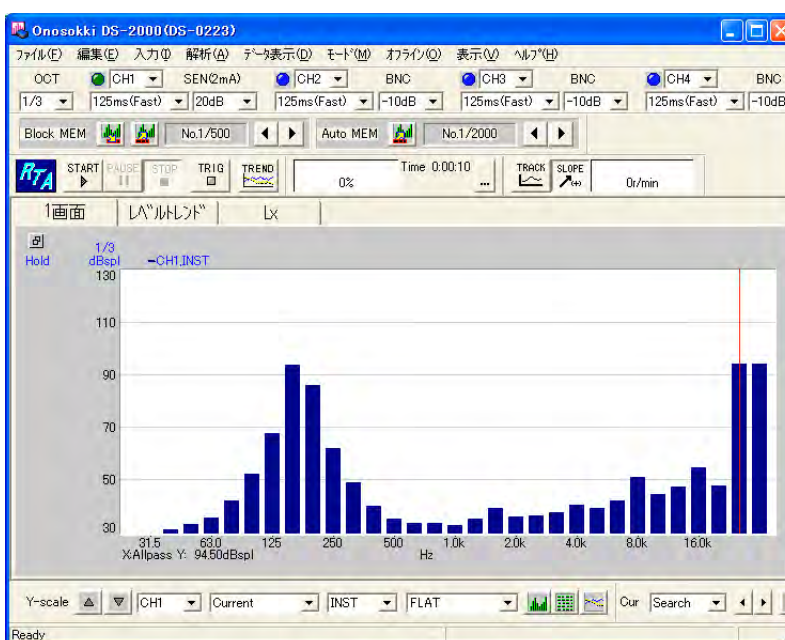 Onosokki DS-2000(DS-0223)
ファイル(F) 編集(E) 入力(I) 解析(A) データ表示(D) モード(M) オフライン(O) 表示(V) ヘルプ(H)
OCT CH1 SEN(2mA) CH2 BNC CH3 BNC CH4 BNC
1/3 125ms(Fast) 20dB 125ms(Fast) -10dB 125ms(Fast) -10dB 125ms(Fast) -10dB
Block MEM No.1/500 Auto MEM No.1/2000
RTA START PAUSE STOP TRIG TREND 0% Time 0:00:10 ... TRACK SLOPE (+) 0r/min
1画面 レベルトレンド Lx
Hold 1/3
dBspl CH1.INST
130
110
90
70
50
30
31.5 63.0 125 250 500 1.0k 2.0k 4.0k 8.0k 16.0k
X:Allpass Y: 94.50dBspl Hz
Y-scale CH1 Current INST FLAT Cur Search
Ready